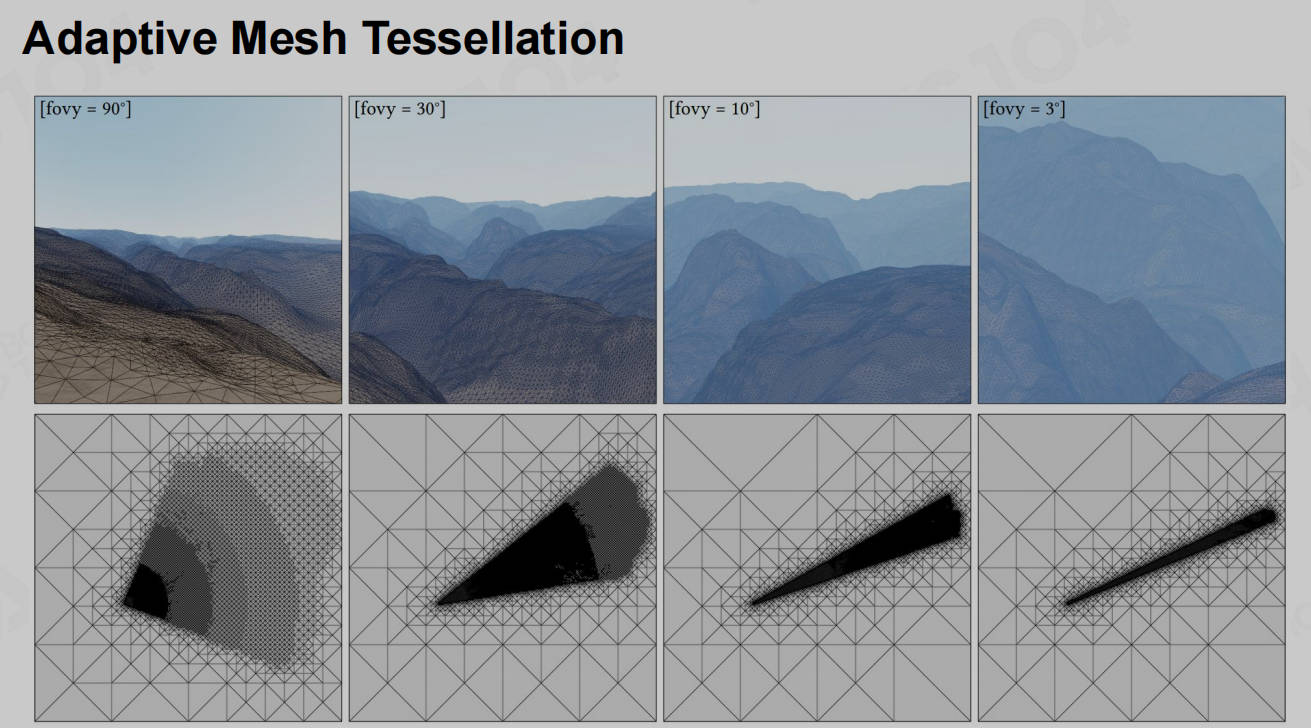 Adaptive Mesh Tessellation
[fovy = 90°]
[fovy = 30°]
[fovy = 10°]
[fovy = 3°]